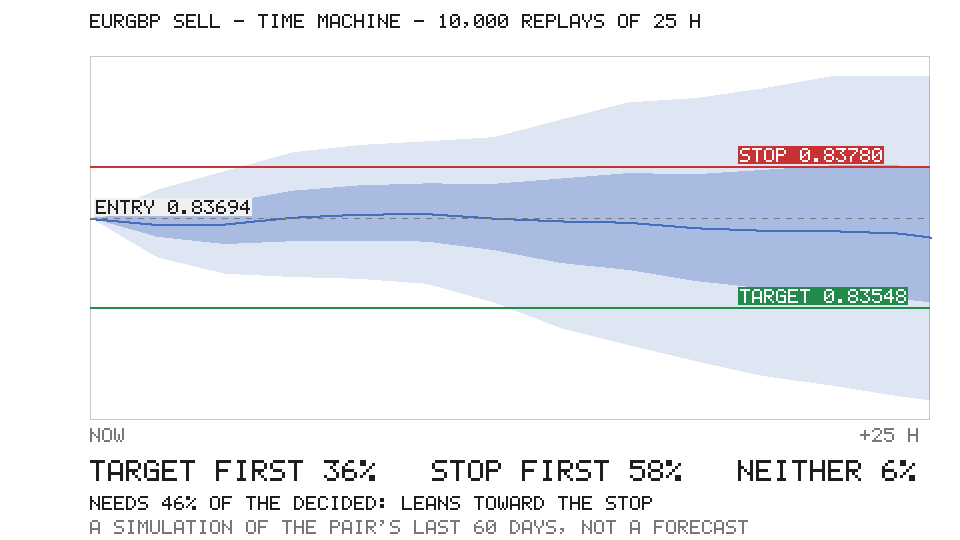 EURGBP SELL - TIME MACHINE - 10,000 REPLAYS OF 25 H
STOP 0.83780
ENTRY 0.83694
TARGET 0.83548
NOW
+25 H
TARGET FIRST 36% STOP FIRST 58% NEITHER 6%
NEEDS 46% OF THE DECIDED: LEANS TOWARD THE STOP
A SIMULATION OF THE PAIR'S LAST 60 DAYS, NOT A FORECAST